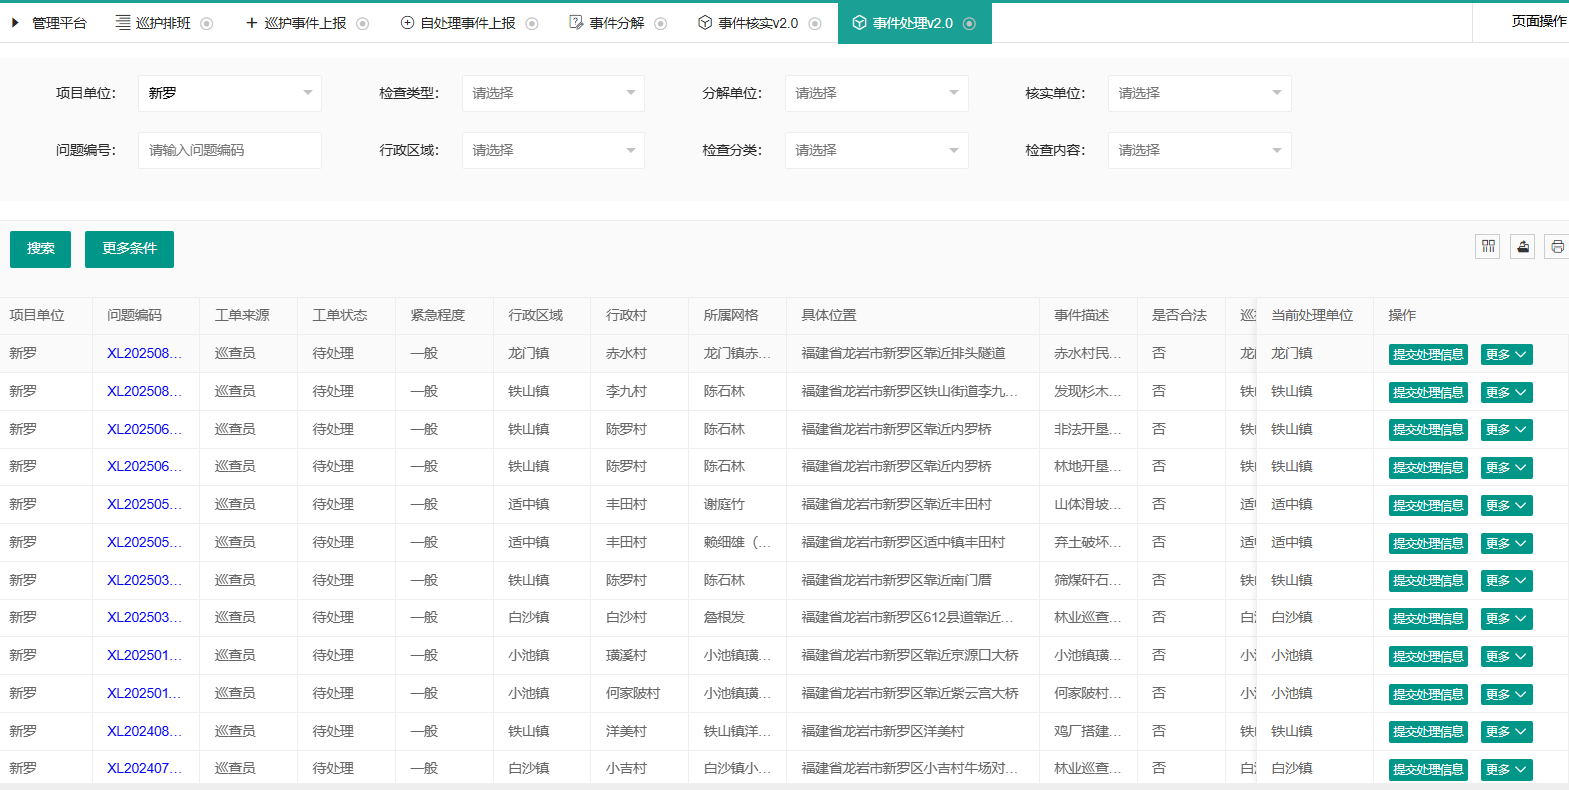 管理平台 巡护排班 巡护事件上报 自处理事件上报 事件分解 事件核实v2.0 事件处理v2.0 页面操作
项目单位: 新罗 检查类型: 请选择 分解单位: 请选择 核实单位: 请选择
问题编号: 请输入问题编码 行政区域: 请选择 检查分类: 请选择 检查内容: 请选择
搜索 更多条件
项目单位 问题编码 工单来源 工单状态 紧急程度 行政区域 行政村 所属网格 具体位置 事件描述 是否合法 巡 当前处理单位 操作
新罗 XL202508... 巡查员 待处理 一般 龙门镇 赤水村 龙门镇赤... 福建省龙岩市新罗区靠近排头隧道 赤水村民... 否 龙 龙门镇 提交处理信息 更多
新罗 XL202508... 巡查员 待处理 一般 铁山镇 李九村 陈石林 福建省龙岩市新罗区铁山街道李九... 发现杉木... 否 铁 铁山镇 提交处理信息 更多
新罗 XL202506... 巡查员 待处理 一般 铁山镇 陈罗村 陈石林 福建省龙岩市新罗区靠近内罗桥 非法开垦... 否 铁 铁山镇 提交处理信息 更多
新罗 XL202506... 巡查员 待处理 一般 铁山镇 陈罗村 陈石林 福建省龙岩市新罗区靠近内罗桥 林地开垦... 否 铁 铁山镇 提交处理信息 更多
新罗 XL202505... 巡查员 待处理 一般 适中镇 丰田村 谢庭竹 福建省龙岩市新罗区靠近丰田村 山体滑坡... 否 适 适中镇 提交处理信息 更多
新罗 XL202505... 巡查员 待处理 一般 适中镇 丰田村 赖细雄（... 福建省龙岩市新罗区适中镇丰田村 弃土破坏... 否 适 适中镇 提交处理信息 更多
新罗 XL202503... 巡查员 待处理 一般 铁山镇 陈罗村 陈石林 福建省龙岩市新罗区靠近南门厝 筛煤矸石... 否 铁 铁山镇 提交处理信息 更多
新罗 XL202503... 巡查员 待处理 一般 白沙镇 白沙村 詹根发 福建省龙岩市新罗区612县道靠近... 林业巡查... 否 白 白沙镇 提交处理信息 更多
新罗 XL202501... 巡查员 待处理 一般 小池镇 璜溪村 小池镇璜... 福建省龙岩市新罗区靠近京源口大桥 小池镇璜... 否 小 小池镇 提交处理信息 更多
新罗 XL202501... 巡查员 待处理 一般 小池镇 何家陂村 小池镇璜... 福建省龙岩市新罗区靠近紫云宫大桥 何家陂村... 否 小 小池镇 提交处理信息 更多
新罗 XL202408... 巡查员 待处理 一般 铁山镇 洋美村 铁山镇洋... 福建省龙岩市新罗区洋美村 鸡厂搭建... 否 铁 铁山镇 提交处理信息 更多
新罗 XL202407... 巡查员 待处理 一般 白沙镇 小吉村 白沙镇小... 福建省龙岩市新罗区小吉村牛场对... 林业巡查... 否 白 白沙镇 提交处理信息 更多